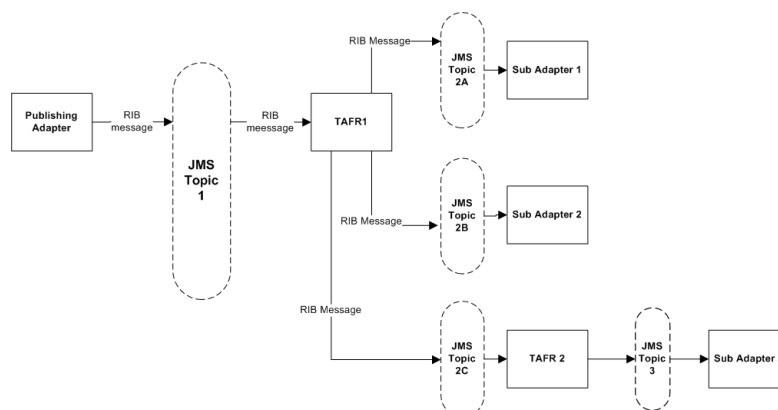 RIB Message
JMS
Topic
2A
Sub Adapter 1
Publishing
Adapter
RIB
message
JMS
Topic
1
RIB
meessage
TAFR1
RIB Message
JMS
Topic
2B
Sub Adapter 2
RIB Message
JMS
Topic
2C
TAFR 2
JMS
Topic
3
Sub Adapter